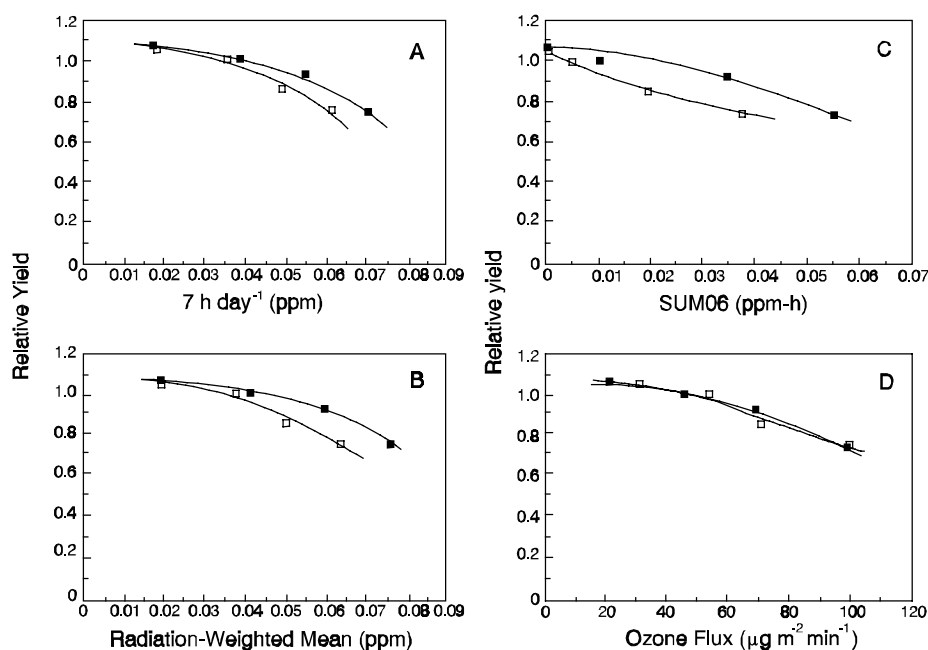 A
1.2
1.0
0.8
0.6
1.0
0.2
0
0 0.01 0.02 0.03 0.04 0.05 0.06 0.07 0.08 0.09
7 h day⁻¹ (ppm)
C
1.2
1.0
0.8
0.6
1.0
0.2
0
0 0.01 0.02 0.03 0.04 0.05 0.06 0.07
SUM06 (ppm-h)
Relative Yield
Relative yield
B
1.2
1.0
0.8
0.6
1.0
0.2
0
0 0.01 0.02 0.03 0.04 0.05 0.06 0.07 0.08 0.09
Radiation-Weighted Mean (ppm)
D
1.2
1.0
0.8
0.6
1.0
0.2
0
0 20 40 60 80 100 120
Ozone Flux (μg m⁻² min⁻¹)